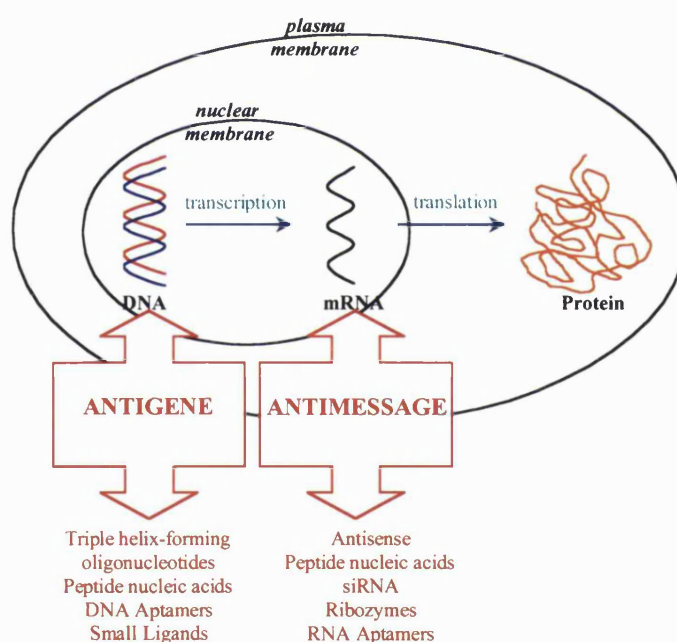 plasma
membrane
nuclear
membrane
transcription
translation
DNA
mRNA
Protein
ANTIGENE
ANTIMESSAGE
Triple helix-forming
oligonucleotides
Peptide nucleic acids
DNA Aptamers
Small Ligands
Antisense
Peptide nucleic acids
siRNA
Ribozymes
RNA Aptamers